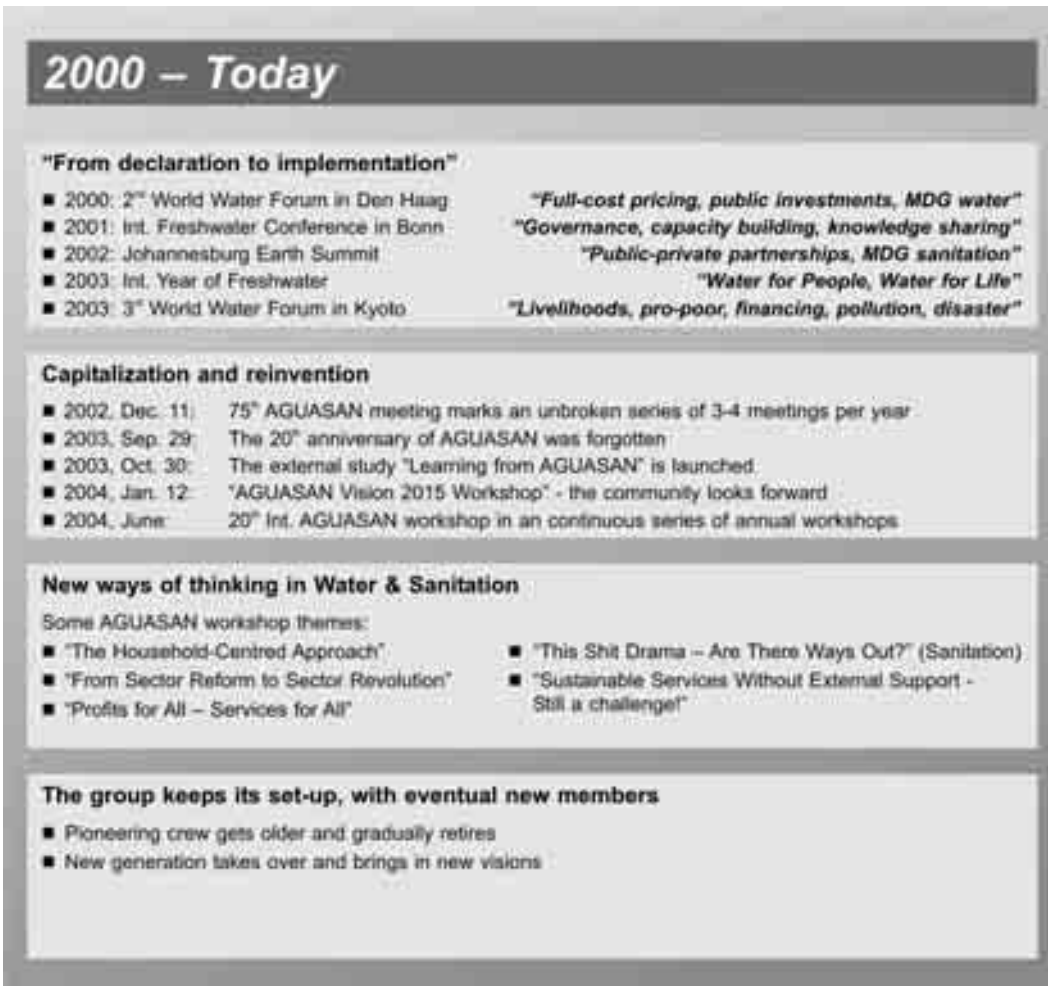 2000 – Today
"From declaration to implementation"
■ 2000: 2nd World Water Forum in Den Haag "Full-cost pricing, public investments, MDG water"
■ 2001: Int. Freshwater Conference in Bonn "Governance, capacity building, knowledge sharing"
■ 2002: Johannesburg Earth Summit "Public-private partnerships, MDG sanitation"
■ 2003: Int. Year of Freshwater "Water for People, Water for Life"
■ 2003: 3rd World Water Forum in Kyoto "Livelihoods, pro-poor, financing, pollution, disaster"
Capitalization and reinvention
■ 2002, Dec. 11: 75th AGUASAN meeting marks an unbroken series of 3-4 meetings per year
■ 2003, Sep. 29: The 20th anniversary of AGUASAN was forgotten
■ 2003, Oct. 30: The external study "Learning from AGUASAN" is launched
■ 2004, Jan. 12: "AGUASAN Vision 2015 Workshop" - the community looks forward
■ 2004, June: 20th Int. AGUASAN workshop in an continuous series of annual workshops
New ways of thinking in Water & Sanitation
Some AGUASAN workshop themes:
■ "The Household-Centred Approach"
■ "From Sector Reform to Sector Revolution"
■ "Profits for All – Services for All"
■ "This Shit Drama – Are There Ways Out?" (Sanitation)
■ "Sustainable Services Without External Support -
Still a challenge!"
The group keeps its set-up, with eventual new members
■ Pioneering crew gets older and gradually retires
■ New generation takes over and brings in new visions